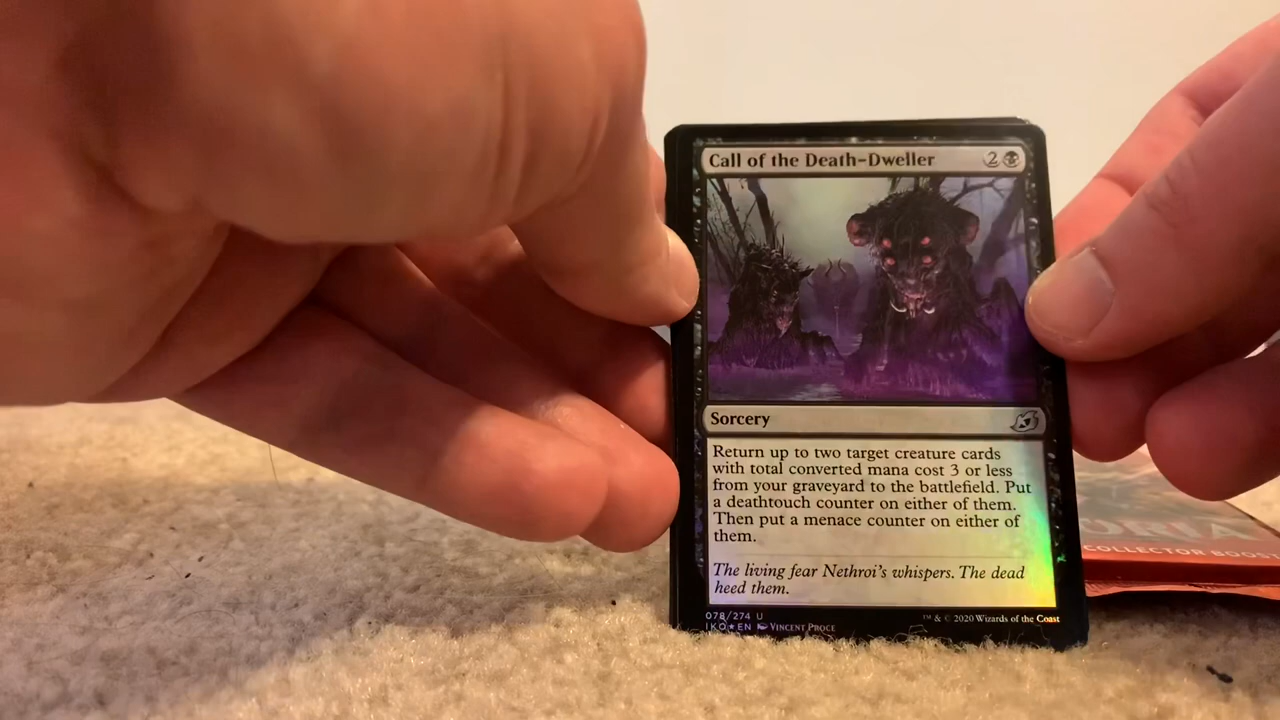 Call of the Death-Dweller 2
Sorcery
Return up to two target creature cards
with total converted mana cost 3 or less
from your graveyard to the battlefield. Put
a deathtouch counter on either of them.
Then put a menace counter on either of
them.
The living fear Nethroi's whispers. The dead
heed them.
078/274 U
IKO★EN VINCENT PROCE
™ & © 2020 Wizards of the Coast
ORIA
COLLECTOR BOOST